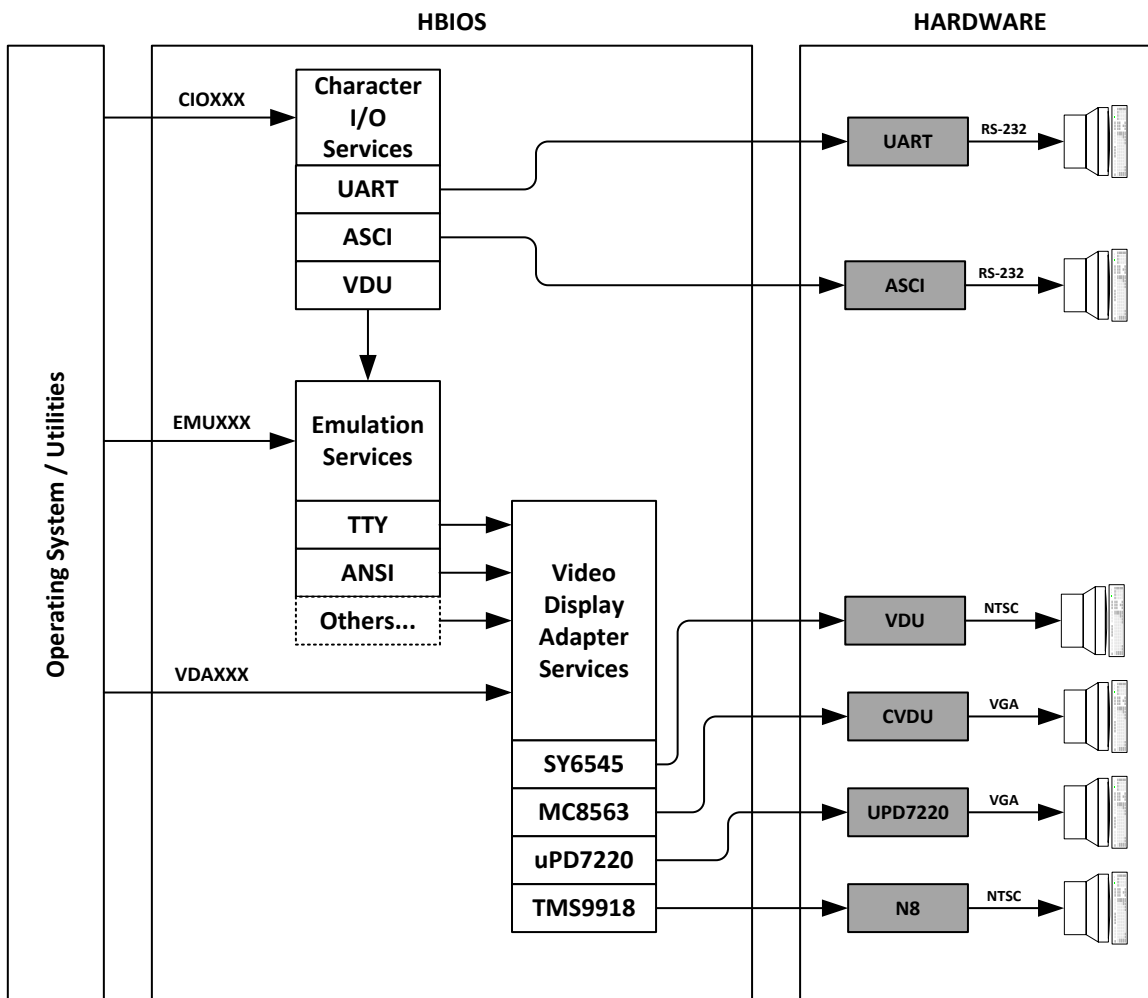 HBIOS
HARDWARE
Operating System / Utilities
CIOXXX
Character
I/O
Services
UART
ASCI
VDU
EMUXXX
Emulation
Services
TTY
ANSI
Others...
VDAXXX
Video
Display
Adapter
Services
SY6545
MC8563
uPD7220
TMS9918
UART
RS-232
ASCI
RS-232
VDU
NTSC
CVDU
VGA
UPD7220
VGA
N8
NTSC